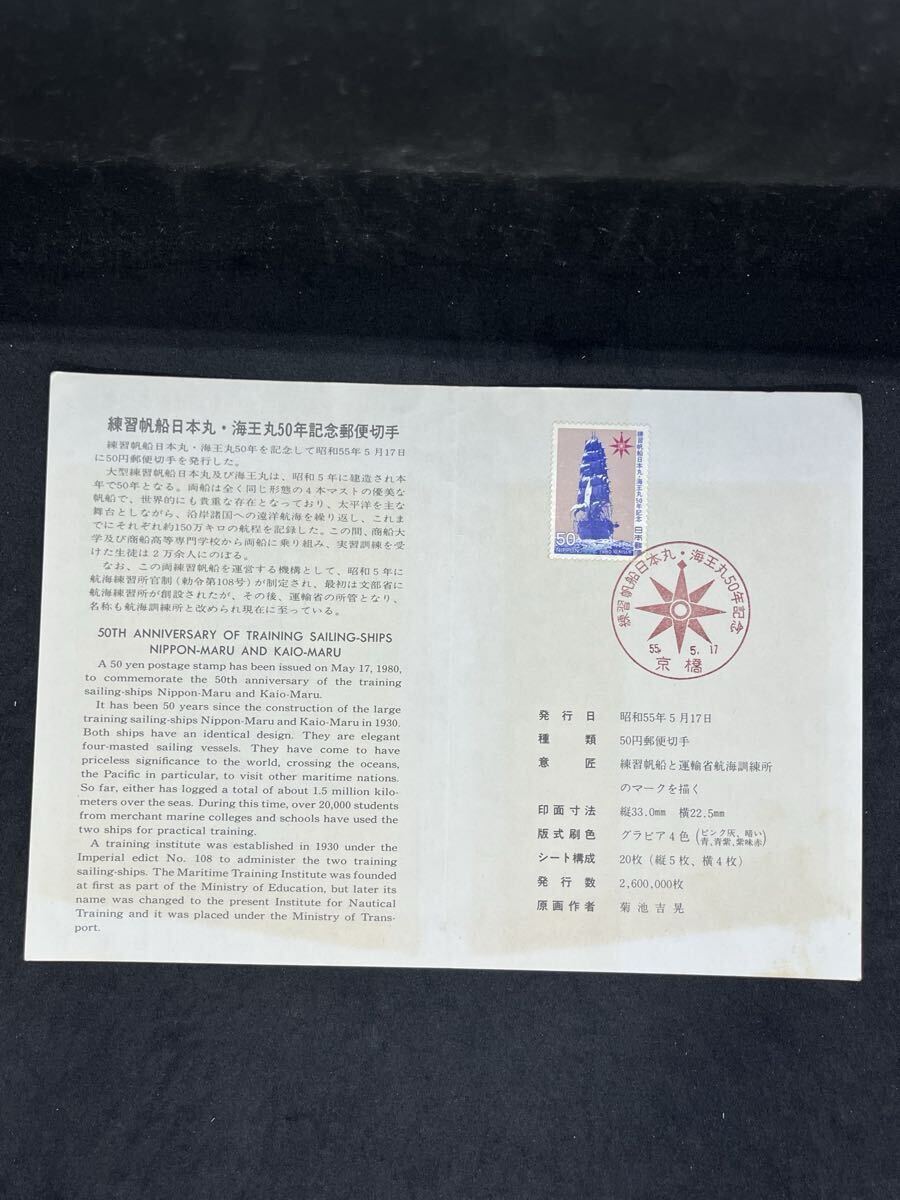 練習帆船日本丸・海王丸50年記念郵便切手
練習帆船日本丸・海王丸50年を記念して昭和55年5月17日
に50円郵便切手を発行した。
大型練習帆船日本丸及び海王丸は、昭和5年に建造され本
年で50年となる。両船は全く同じ形態の4本マストの優美な
帆船で、世界的にも貴重な存在となっており、太平洋を主な
舞台としながら、沿岸諸国への遠洋航海を繰り返し、これま
でにそれぞれ約150万キロの航程を記録した。この間、商船大
学及び商船高等専門学校から両船に乗り組み、実習訓練を受
けた生徒は2万余人にのぼる。
なお、この両練習帆船を運営する機構として、昭和5年に
航海練習所官制(勅令第108号)が制定され、最初は文部省に
航海練習所が創設されたが、その後、運輸省の所管となり、
名称も航海訓練所と改められ現在に至っている。
50TH ANNIVERSARY OF TRAINING SAILING-SHIPS
NIPPON-MARU AND KAIO-MARU
A 50 yen postage stamp has been issued on May 17, 1980,
to commemorate the 50th anniversary of the training
sailing-ships Nippon-Maru and Kaio-Maru.
It has been 50 years since the construction of the large
training sailing-ships Nippon-Maru and Kaio-Maru in 1930.
Both ships have an identical design. They are elegant
four-masted sailing vessels. They have come to have
priceless significance to the world, crossing the oceans,
the Pacific in particular, to visit other maritime nations.
So far, either has logged a total of about 1.5 million kilo-
meters over the seas. During this time, over 20,000 students
from merchant marine colleges and schools have used the
two ships for practical training.
A training institute was established in 1930 under the
Imperial edict No. 108 to administer the two training
sailing-ships. The Maritime Training Institute was founded
at first as part of the Ministry of Education, but later its
name was changed to the present Institute for Nautical
Training and it was placed under the Ministry of Trans-
port.
練習帆船日本丸・海王丸50年記念
日本郵便
50
NIPPON
1980
練習帆船日本丸・海王丸50年記念
55. 5. 17
京橋
発行日 昭和55年5月17日
種類 50円郵便切手
意匠 練習帆船と運輸省航海訓練所
のマークを描く
印面寸法 縦33.0mm 横22.5mm
版式刷色 グラビア4色(ピンク灰、暗い青、青紫、紫味赤)
シート構成 20枚(縦5枚、横4枚)
発行数 2,600,000枚
原画作者 菊池吉晃